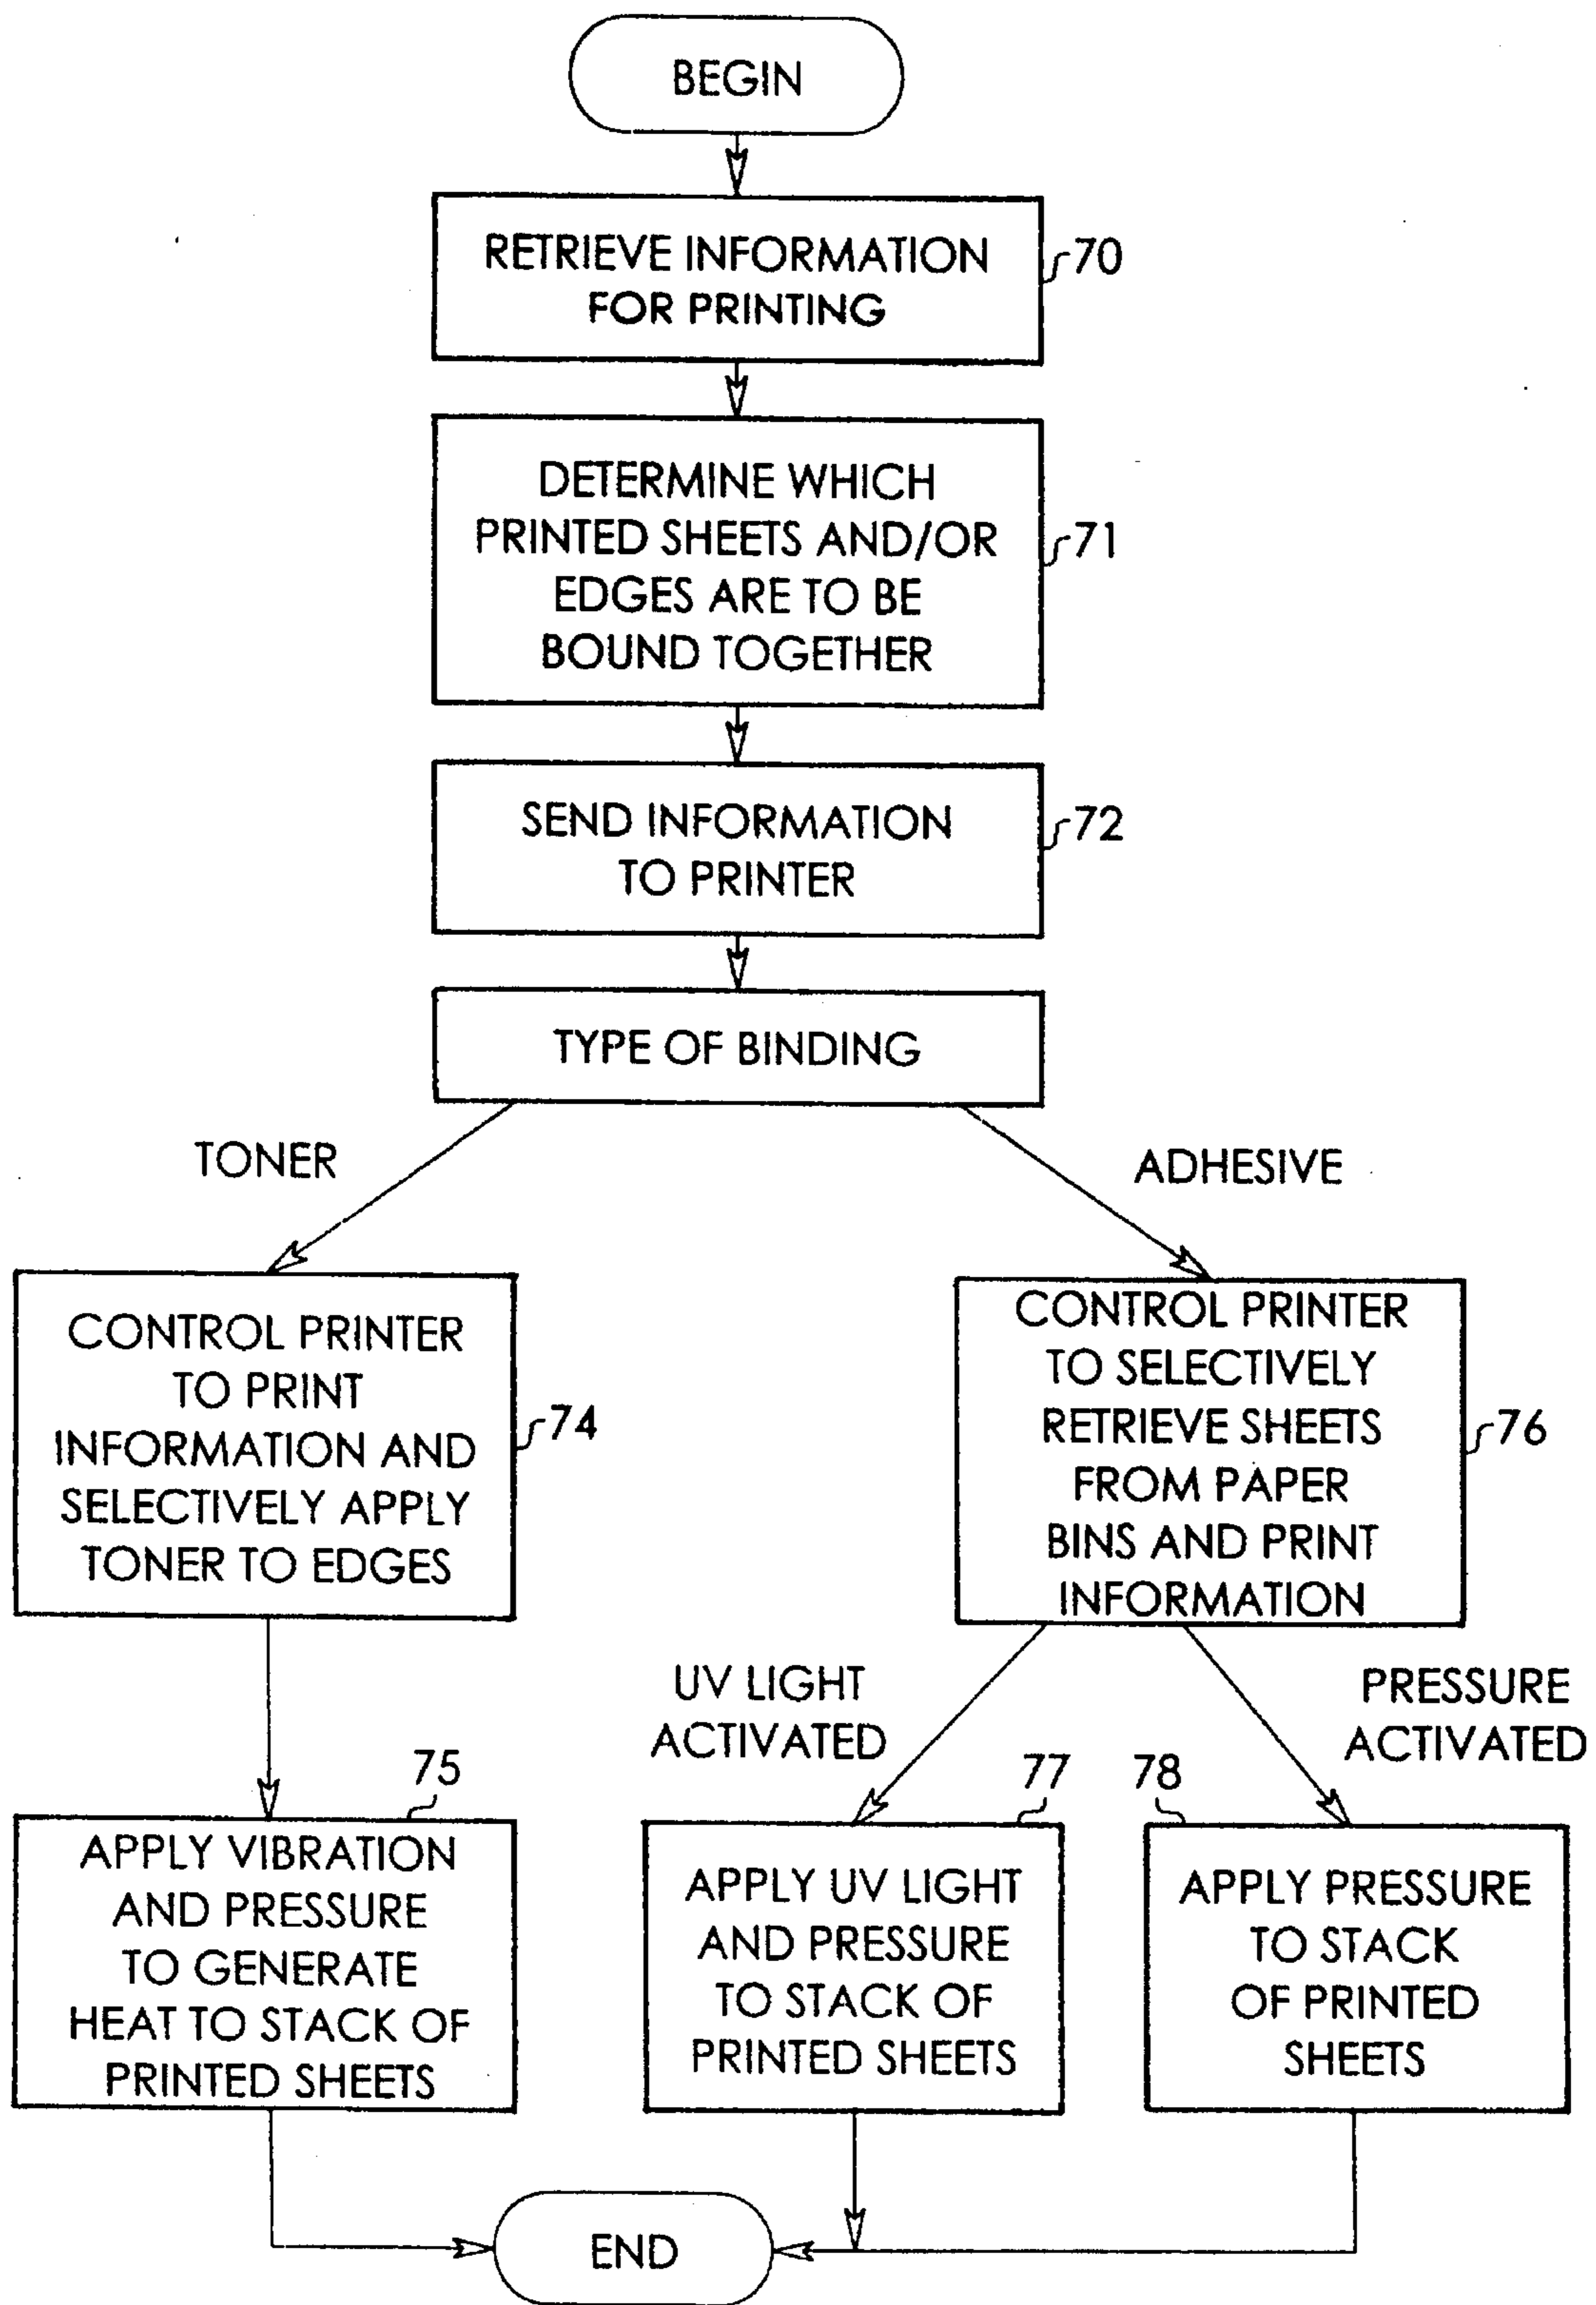 BEGIN
RETRIEVE INFORMATION
FOR PRINTING
70
DETERMINE WHICH
PRINTED SHEETS AND/OR
EDGES ARE TO BE
BOUND TOGETHER
71
SEND INFORMATION
TO PRINTER
72
TYPE OF BINDING
TONER
ADHESIVE
CONTROL PRINTER
TO PRINT
INFORMATION AND
SELECTIVELY APPLY
TONER TO EDGES
74
CONTROL PRINTER
TO SELECTIVELY
RETRIEVE SHEETS
FROM PAPER
BINS AND PRINT
INFORMATION
76
UV LIGHT
ACTIVATED
PRESSURE
ACTIVATED
75
APPLY VIBRATION
AND PRESSURE
TO GENERATE
HEAT TO STACK OF
PRINTED SHEETS
77
APPLY UV LIGHT
AND PRESSURE
TO STACK OF
PRINTED SHEETS
78
APPLY PRESSURE
TO STACK
OF PRINTED
SHEETS
END